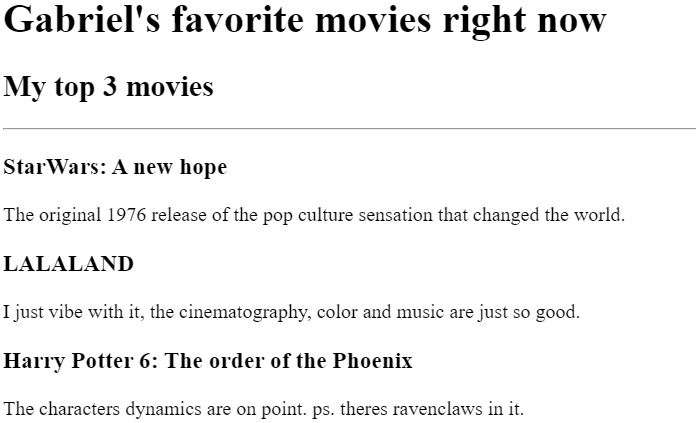 Gabriel's favorite movies right now
My top 3 movies
StarWars: A new hope
The original 1976 release of the pop culture sensation that changed the world.
LALALAND
I just vibe with it, the cinematography, color and music are just so good.
Harry Potter 6: The order of the Phoenix
The characters dynamics are on point. ps. theres ravenclaws in it.